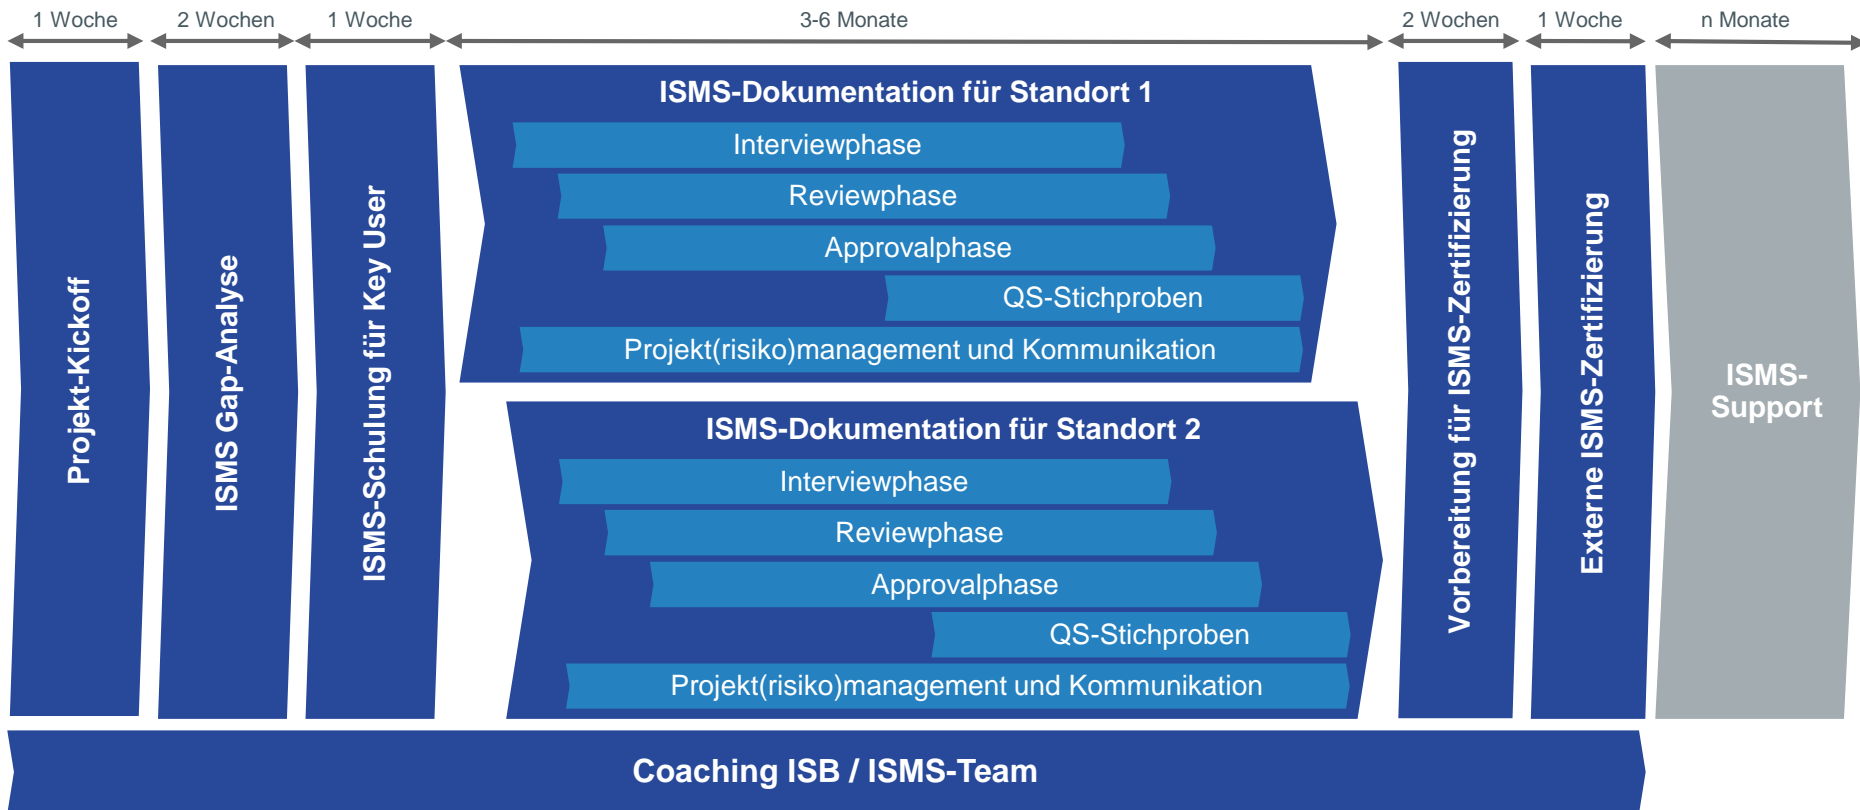 1 Woche
2 Wochen
1 Woche
3-6 Monate
2 Wochen
1 Woche
n Monate
Projekt-Kickoff
ISMS Gap-Analyse
ISMS-Schulung für Key User
ISMS-Dokumentation für Standort 1
Interviewphase
Reviewphase
Approvalphase
QS-Stichproben
Projekt(risiko)management und Kommunikation
ISMS-Dokumentation für Standort 2
Interviewphase
Reviewphase
Approvalphase
QS-Stichproben
Projekt(risiko)management und Kommunikation
Vorbereitung für ISMS-Zertifizierung
Externe ISMS-Zertifizierung
ISMS-
Support
Coaching ISB / ISMS-Team